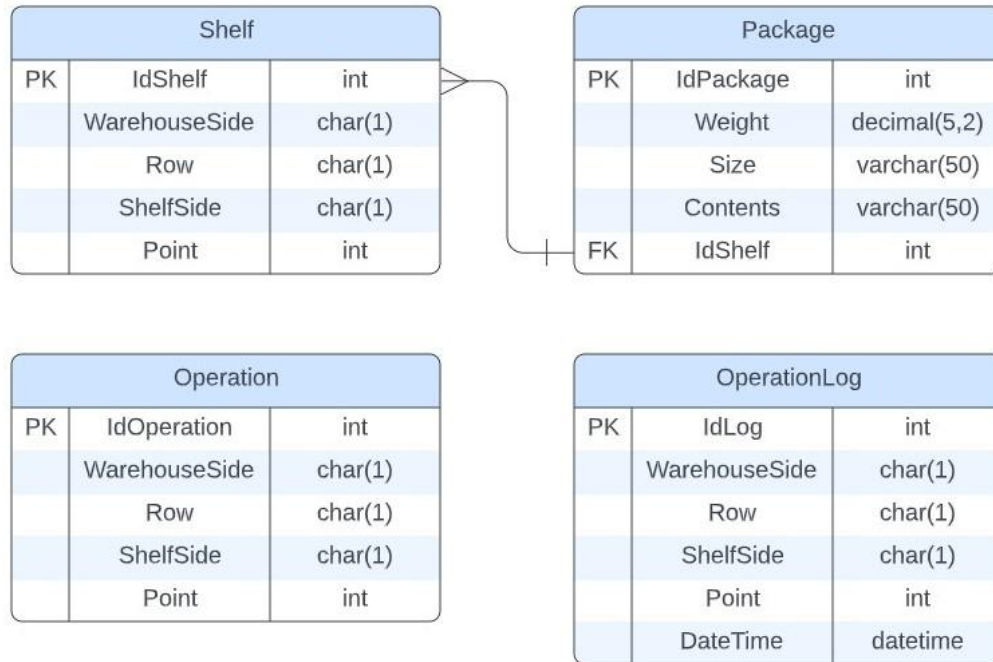 Shelf
PK IdShelf int
WarehouseSide char(1)
Row char(1)
ShelfSide char(1)
Point int
Package
PK IdPackage int
Weight decimal(5,2)
Size varchar(50)
Contents varchar(50)
FK IdShelf int
Operation
PK IdOperation int
WarehouseSide char(1)
Row char(1)
ShelfSide char(1)
Point int
OperationLog
PK IdLog int
WarehouseSide char(1)
Row char(1)
ShelfSide char(1)
Point int
DateTime datetime